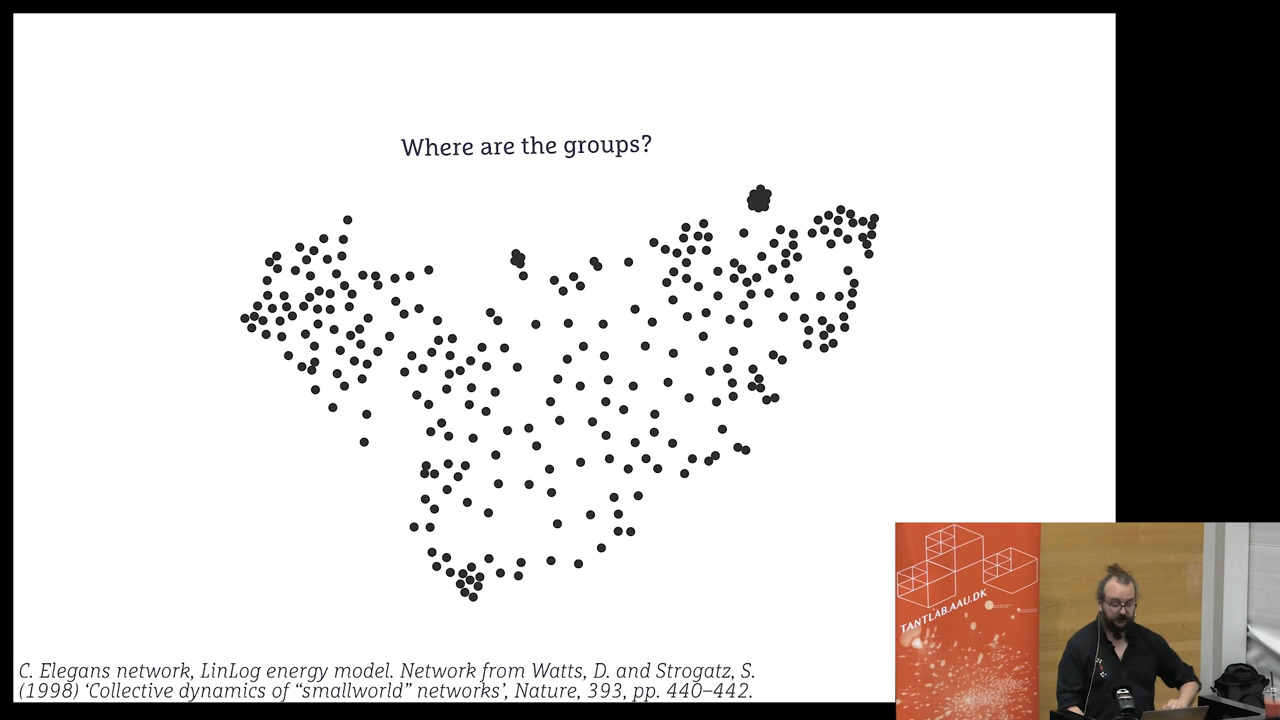 Where are the groups?
C. Elegans network, LinLog energy model. Network from Watts, D. and Strogatz, S.
(1998) ‘Collective dynamics of “smallworld” networks’, Nature, 393, pp. 440–442.
TANTLAB.AAU.DK